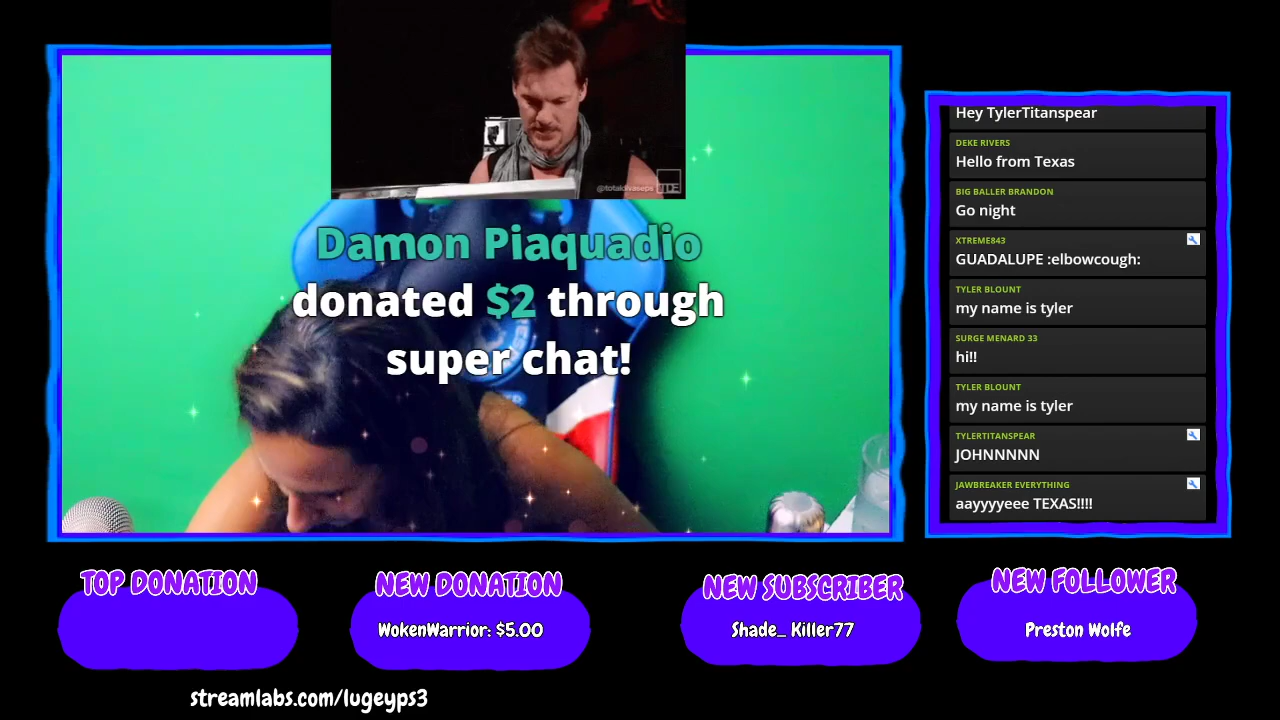 @totaldivaseps
Damon Piaquadio
donated $2 through
super chat!
Hey TylerTitanspear
DEKE RIVERS
Hello from Texas
BIG BALLER BRANDON
Go night
XTREME843
GUADALUPE :elbowcough:
TYLER BLOUNT
my name is tyler
SURGE MENARD 33
hi!!
TYLER BLOUNT
my name is tyler
TYLERTITANSPEAR
JOHNNNNN
JAWBREAKER EVERYTHING
aayyyyeee TEXAS!!!!
TOP DONATION
NEW DONATION
WokenWarrior: $5.00
NEW SUBSCRIBER
Shade_ Killer77
NEW FOLLOWER
Preston Wolfe
streamlabs.com/lugeyps3